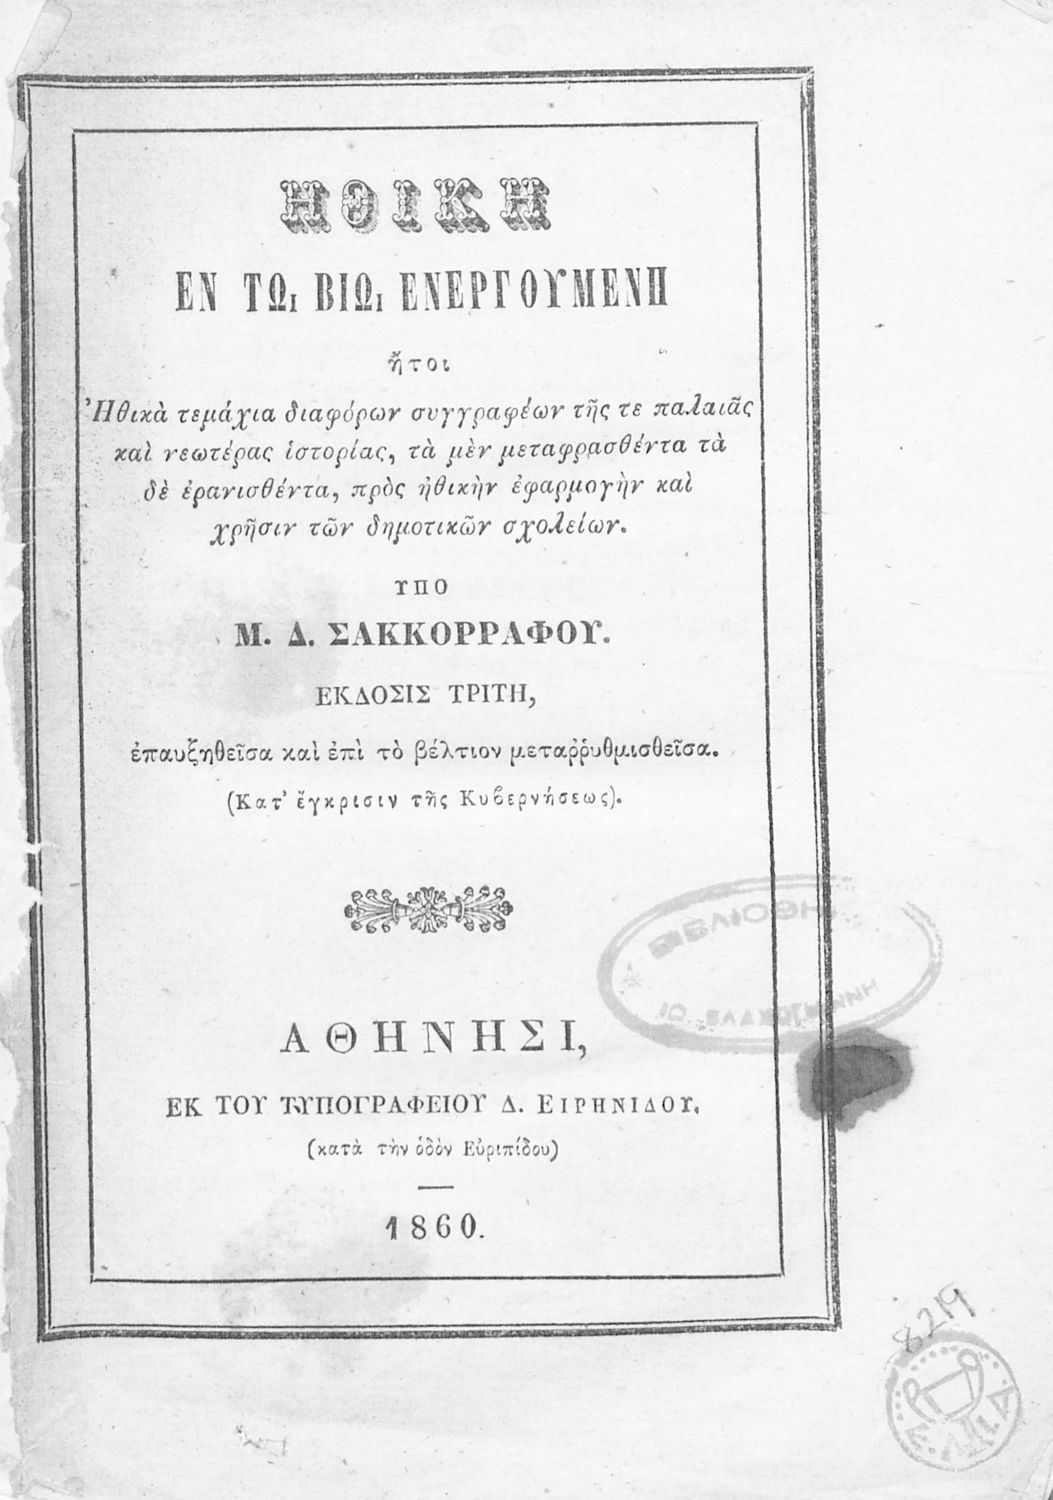 ΗΘΙΚΗ
ΕΝ ΤΩι ΒΙΩι ΕΝΕΡΓΟΥΜΕΝΗ
ἤτοι
Ἠθικὰ τεμάχια διαφόρων συγγραφέων τῆς τε παλαιᾶς
καὶ νεωτέρας ἱστορίας, τὰ μὲν μεταφρασθέντα τὰ
δὲ ἐρανισθέντα, πρὸς ἠθικὴν ἐφαρμογὴν καὶ
χρῆσιν τῶν δημοτικῶν σχολείων.
ΥΠΟ
Μ. Δ. ΣΑΚΚΟΡΡΑΦΟΥ.
ΕΚΔΟΣΙΣ ΤΡΙΤΗ,
ἐπαυξηθεῖσα καὶ ἐπὶ τὸ βέλτιον μεταῤῥυθμισθεῖσα.
(Κατ' ἔγκρισιν τῆς Κυβερνήσεως).
ΒΙΒΛΙΟΘΗ
ΑΘΗΝΗΣΙ,
ΕΚ ΤΟΥ ΤΥΠΟΓΡΑΦΕΙΟΥ Δ. ΕΙΡΗΝΙΔΟΥ.
(κατὰ τὴν ὁδὸν Εὐριπίδου)
1860.
8219
Ε.Λ.Ι.Α